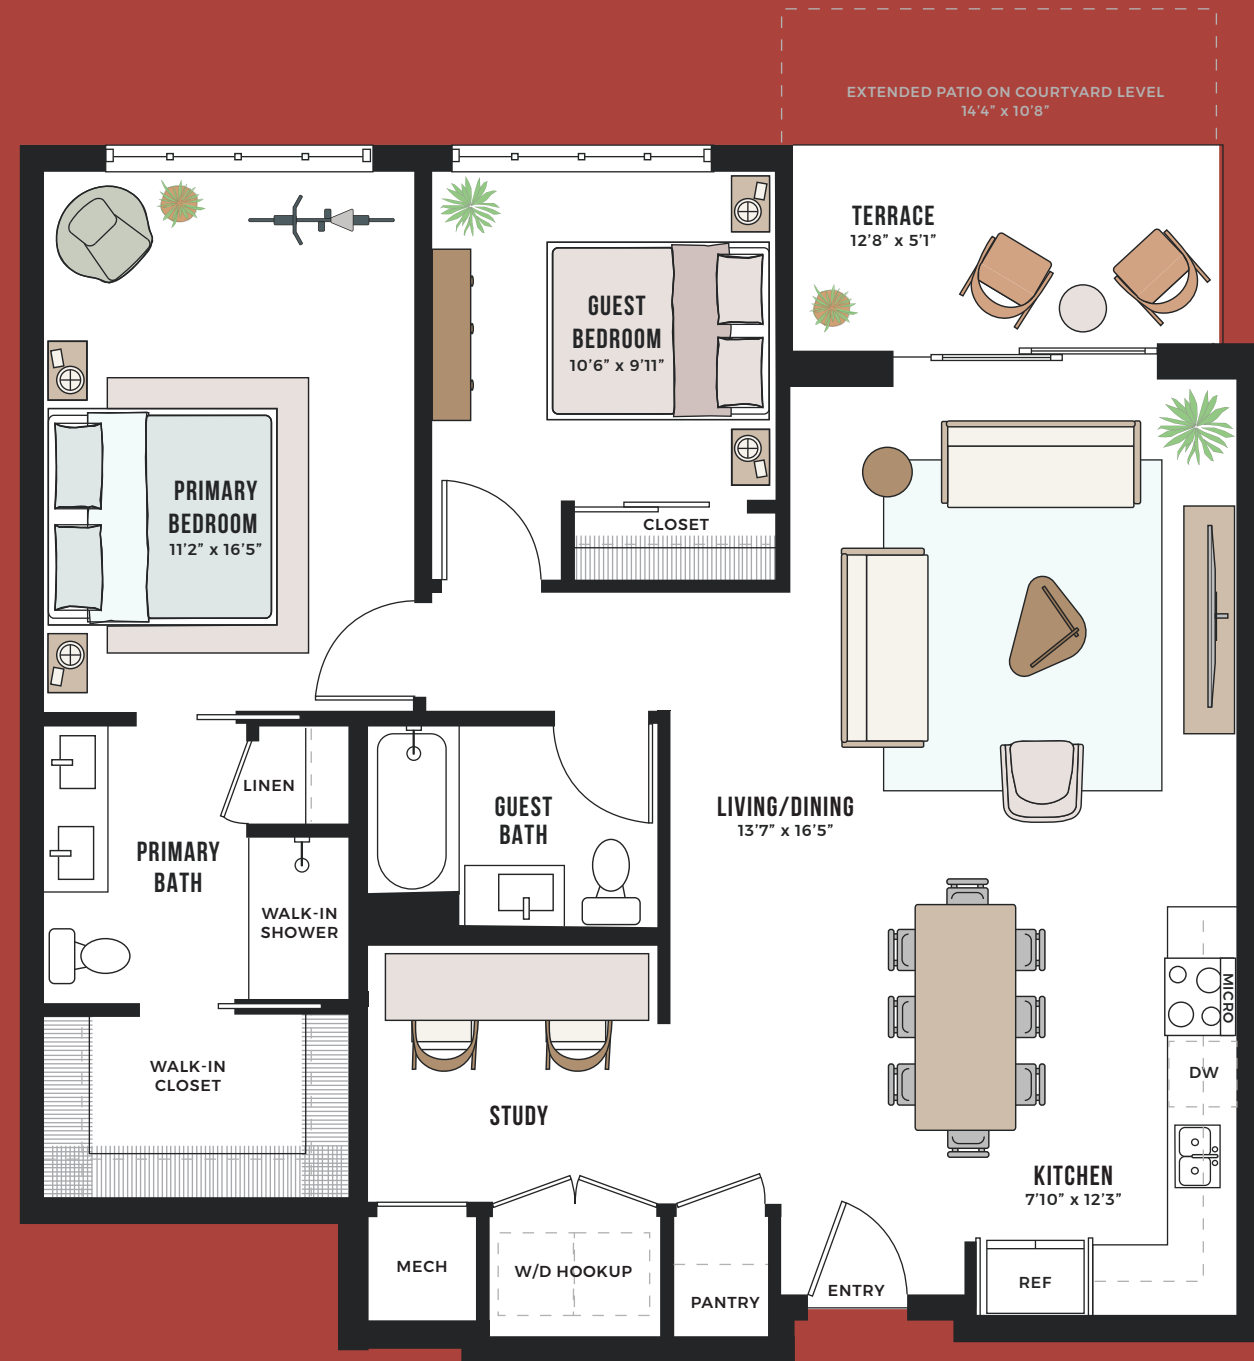 EXTENDED PATIO ON COURTYARD LEVEL
14’4” x 10’8”
TERRACE
12’8” x 5’1”
GUEST
BEDROOM
10’6” x 9’11”
PRIMARY
BEDROOM
11’2” x 16’5”
CLOSET
LINEN
GUEST
BATH
LIVING/DINING
13’7” x 16’5”
PRIMARY
BATH
WALK-IN
SHOWER
MICRO
DW
WALK-IN
CLOSET
STUDY
KITCHEN
7’10” x 12’3”
MECH
W/D HOOKUP
PANTRY
ENTRY
REF